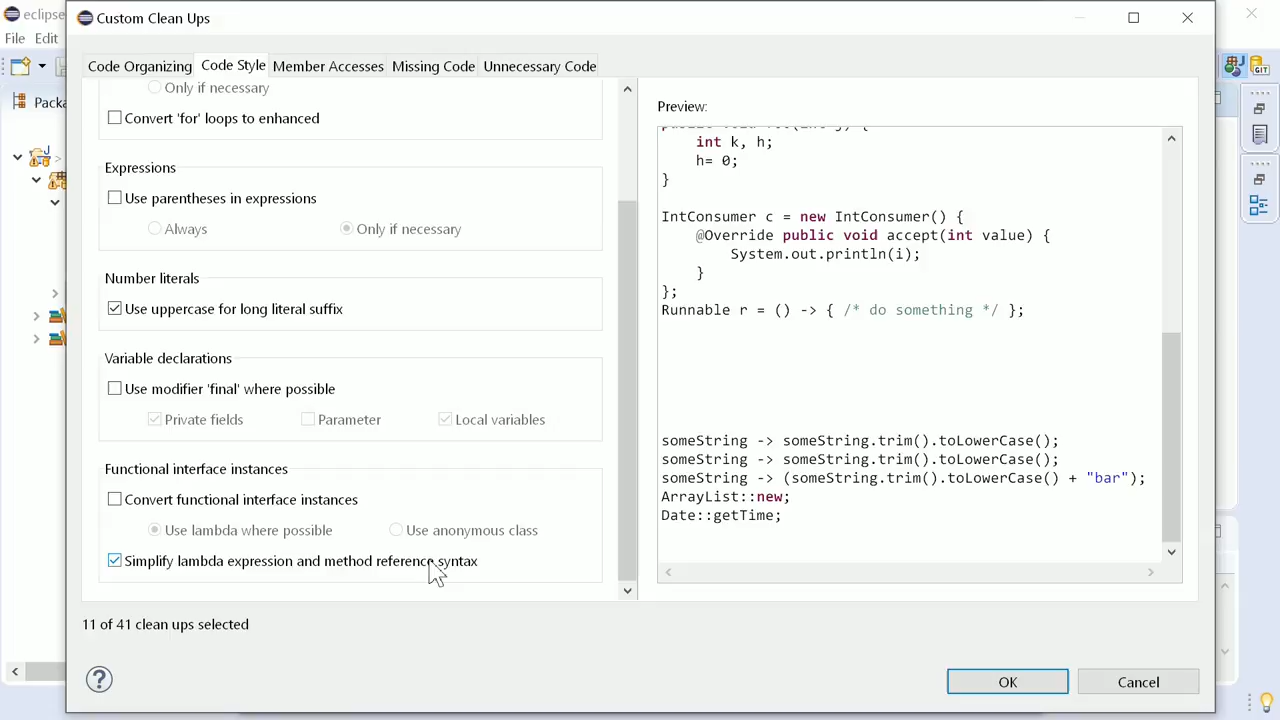 eclipse
Custom Clean Ups
File Edit
Code Organizing Code Style Member Accesses Missing Code Unnecessary Code
Packa
Only if necessary
Convert 'for' loops to enhanced
Expressions
Use parentheses in expressions
Always Only if necessary
Number literals
Use uppercase for long literal suffix
Variable declarations
Use modifier 'final' where possible
Private fields Parameter Local variables
Functional interface instances
Convert functional interface instances
Use lambda where possible Use anonymous class
Simplify lambda expression and method reference syntax
11 of 41 clean ups selected
Preview:
int k, h;
h= 0;
}
IntConsumer c = new IntConsumer() {
@Override public void accept(int value) {
System.out.println(i);
}
};
Runnable r = () -> { /* do something */ };
someString -> someString.trim().toLowerCase();
someString -> someString.trim().toLowerCase();
someString -> (someString.trim().toLowerCase() + "bar");
ArrayList::new;
Date::getTime;
OK Cancel
GIT